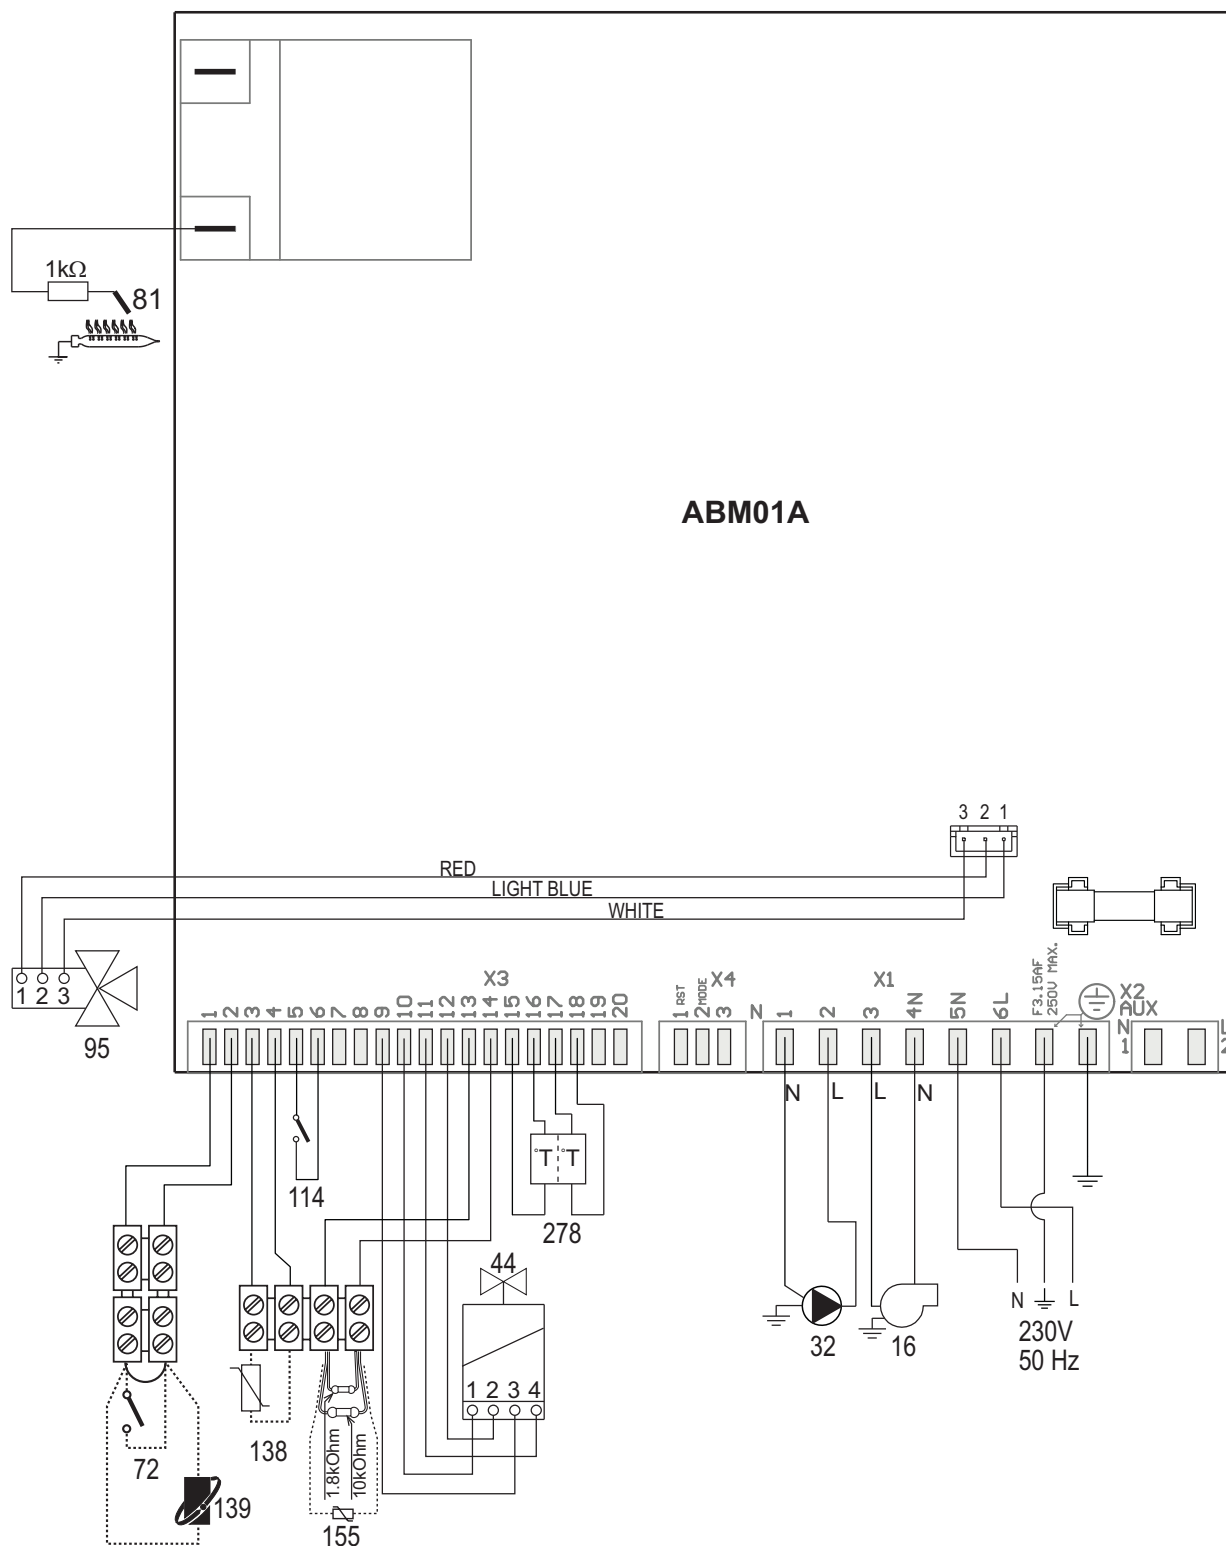 1kΩ
81
ABM01A
3 2 1
RED
LIGHT BLUE
WHITE
1 2 3
95
X3
1 2 3 4 5 6 7 8 9 10 11 12 13 14 15 16 17 18 19 20
X4
1 RST 2 MODE 3
N
X1
1 2 3 4N 5N 6L
F3.15AF
250V MAX.
X2
AUX
N
1
L
2
N L L N
114
°T °T
278
44
1 2 3 4
72
139
138
1.8kOhm
10kOhm
155
32
16
N L
230V
50 Hz